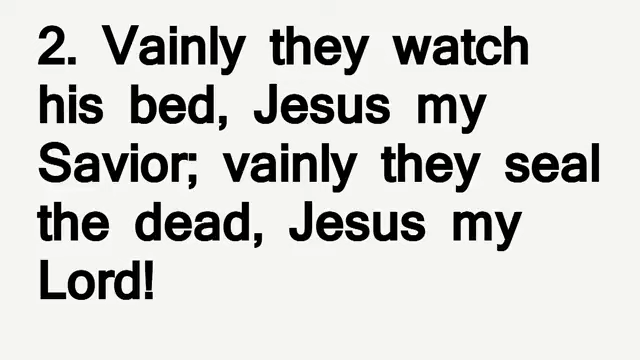 2. Vainly they watch
his bed, Jesus my
Savior; vainly they seal
the dead, Jesus my
Lord!